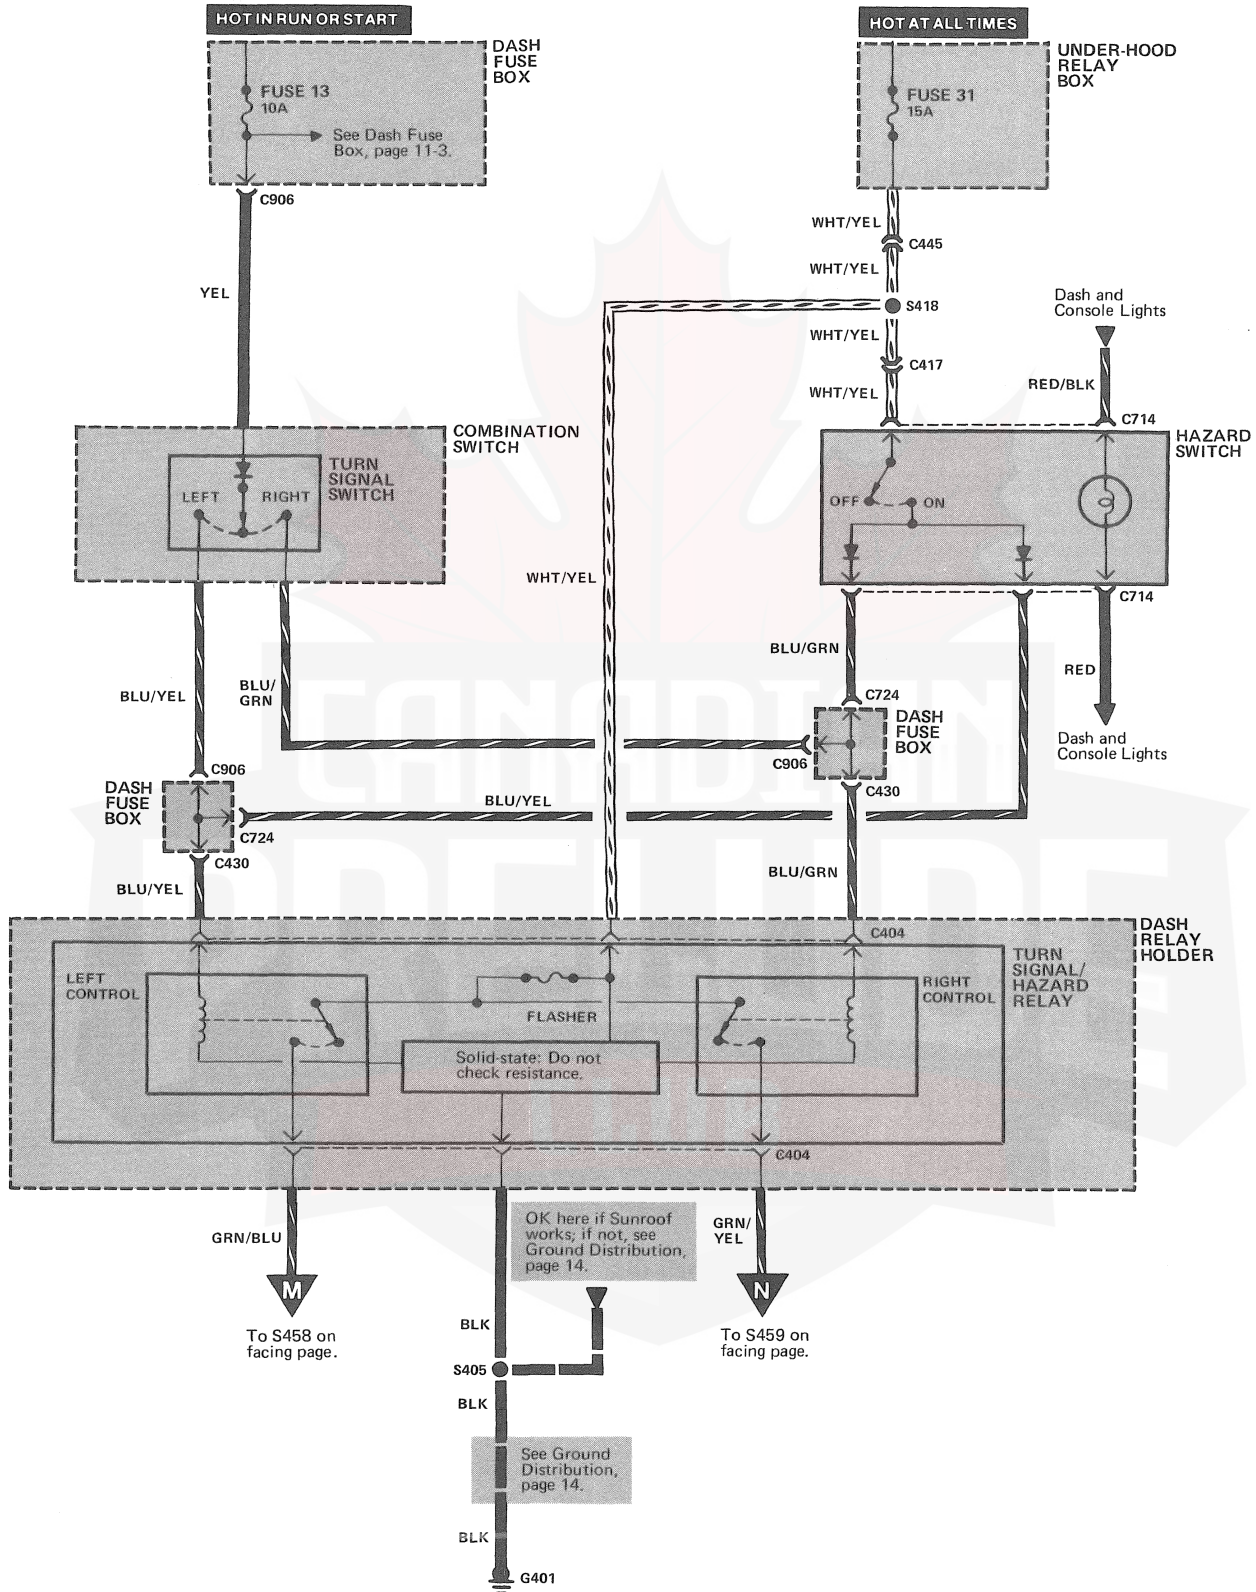 HOT IN RUN OR START
HOT AT ALL TIMES
DASH
FUSE
BOX
FUSE 13
10A
See Dash Fuse
Box, page 11-3.
C906
UNDER-HOOD
RELAY
BOX
FUSE 31
15A
WHT/YEL
C445
WHT/YEL
YEL
S418
Dash and
Console Lights
WHT/YEL
C417
WHT/YEL
RED/BLK
C714
COMBINATION
SWITCH
HAZARD
SWITCH
TURN
SIGNAL
SWITCH
LEFT
RIGHT
OFF
ON
WHT/YEL
C714
BLU/GRN
RED
BLU/YEL
BLU/
GRN
C724
DASH
FUSE
BOX
C906
Dash and
Console Lights
C906
DASH
FUSE
BOX
C430
BLU/YEL
C724
C430
BLU/YEL
BLU/GRN
CANADIAN
PRELUDE
CLUB
C404
DASH
RELAY
HOLDER
TURN
SIGNAL/
HAZARD
RELAY
LEFT
CONTROL
RIGHT
CONTROL
FLASHER
Solid-state: Do not
check resistance.
C404
GRN/BLU
M
To S458 on
facing page.
OK here if Sunroof
works; if not, see
Ground Distribution,
page 14.
GRN/
YEL
N
To S459 on
facing page.
BLK
S405
BLK
See Ground
Distribution,
page 14.
BLK
G401